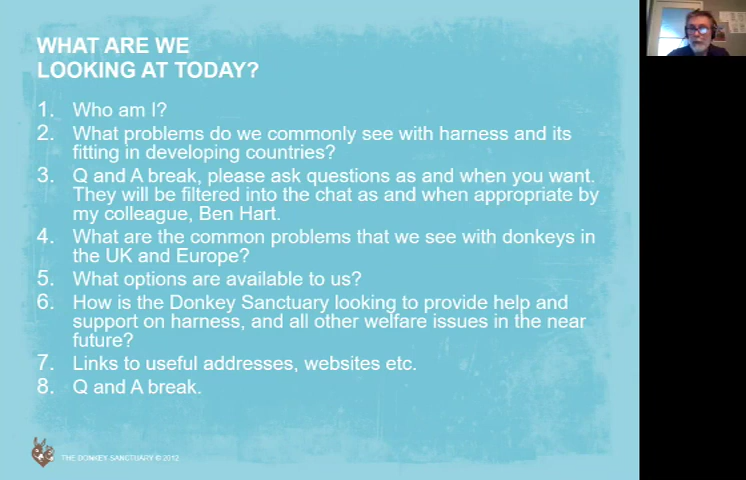 WHAT ARE WE
LOOKING AT TODAY?
1. Who am I?
2. What problems do we commonly see with harness and its
fitting in developing countries?
3. Q and A break, please ask questions as and when you want.
They will be filtered into the chat as and when appropriate by
my colleague, Ben Hart.
4. What are the common problems that we see with donkeys in
the UK and Europe?
5. What options are available to us?
6. How is the Donkey Sanctuary looking to provide help and
support on harness, and all other welfare issues in the near
future?
7. Links to useful addresses, websites etc.
8. Q and A break.
THE DONKEY SANCTUARY © 2012